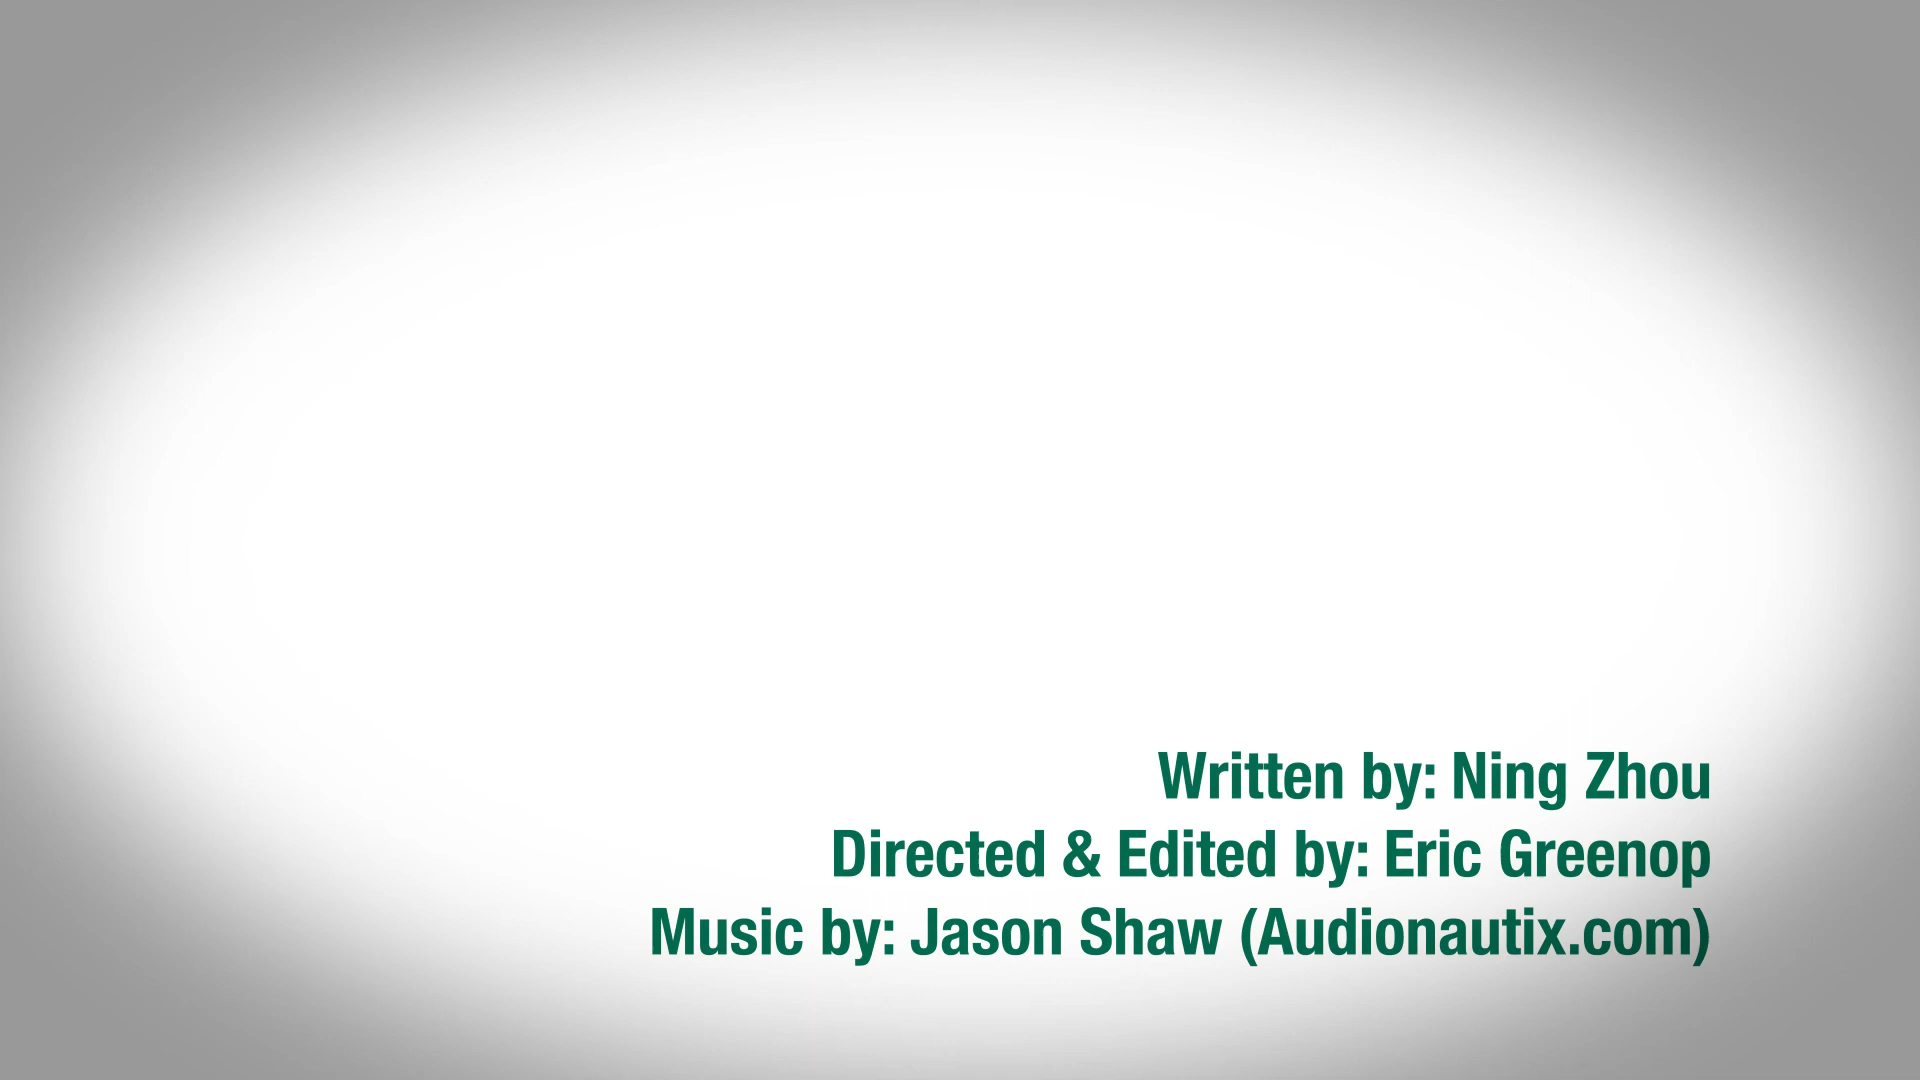 Written by: Ning Zhou
Directed & Edited by: Eric Greenop
Music by: Jason Shaw (Audionautix.com)